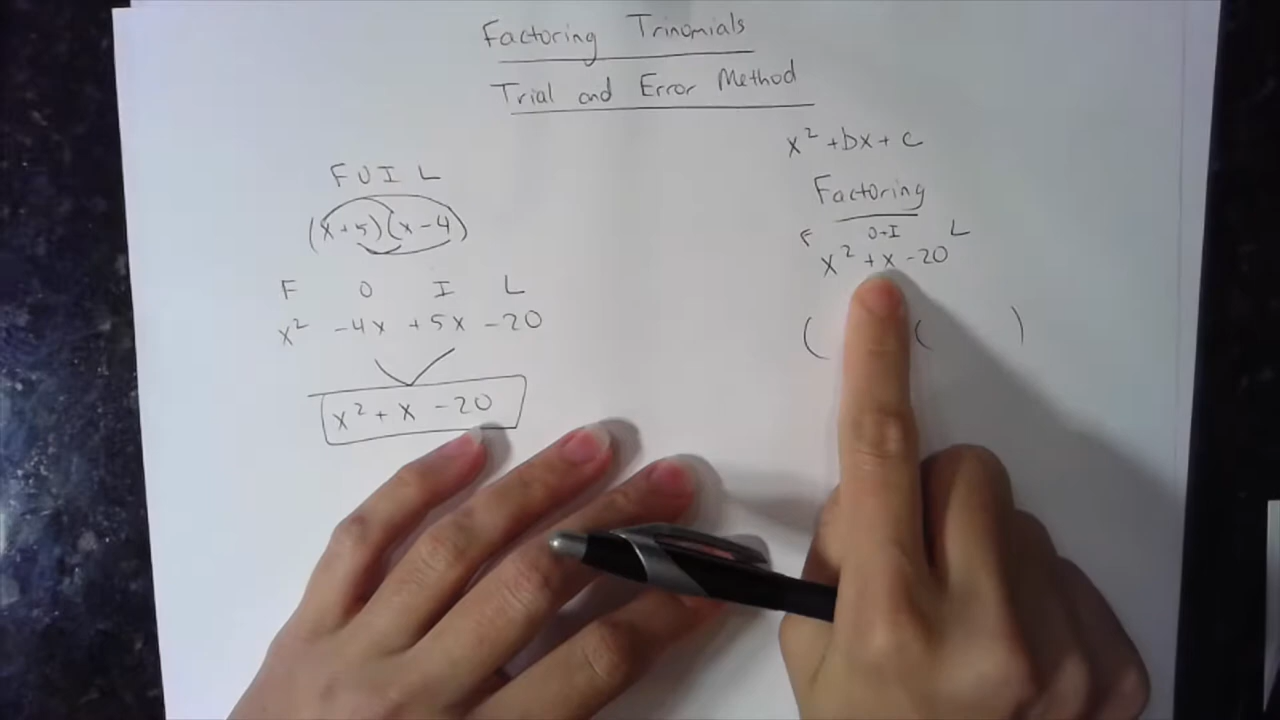 Factoring Trinomials
Trial and Error Method
F O I L
(x+5)(x-4)
F O I L
x² -4x +5x -20
x² + x - 20
x² + bx + c
Factoring
F O+I L
x² + x - 20
( ( )